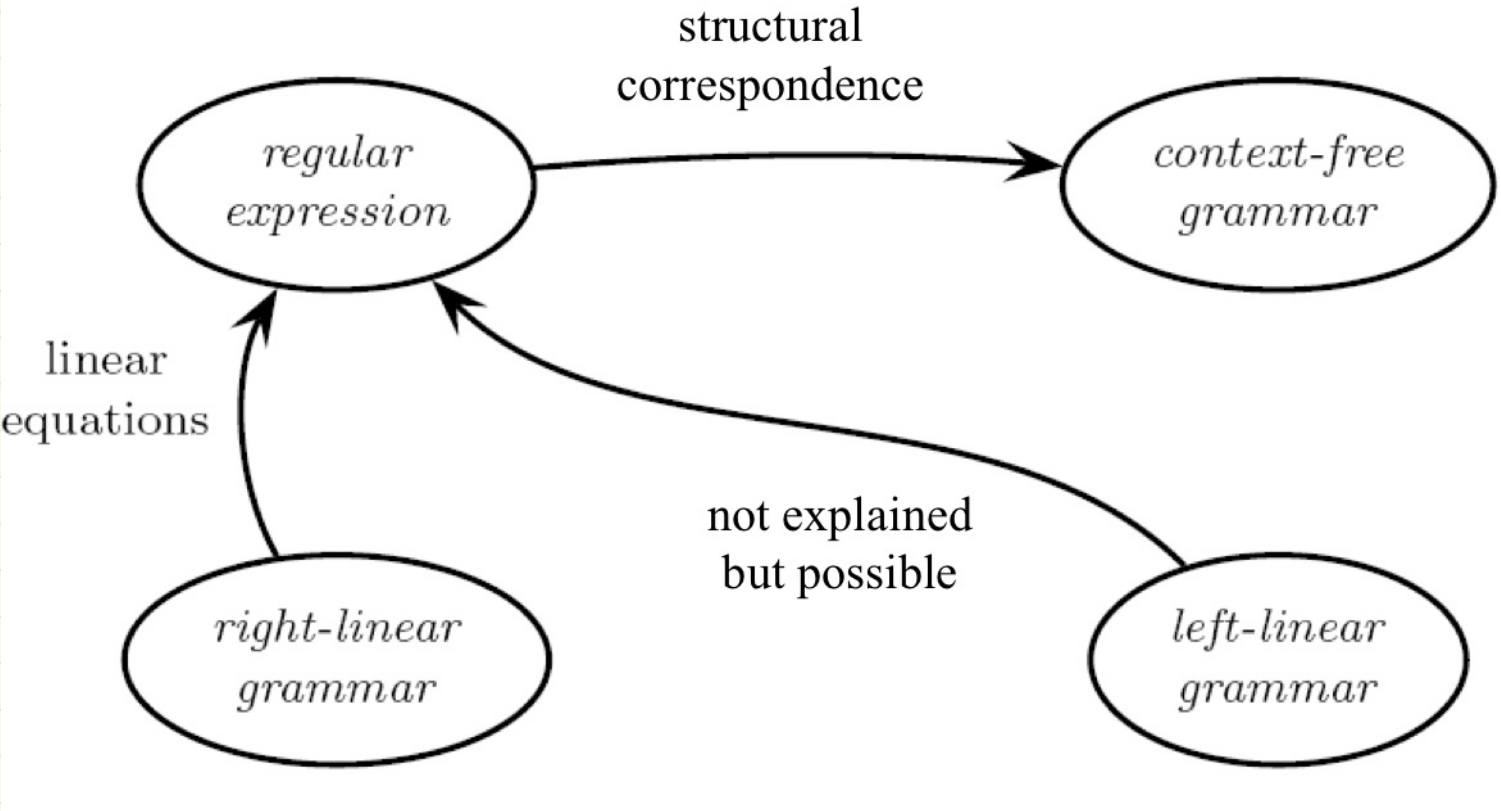 structural
correspondence
regular
expression
context-free
grammar
linear
equations
not explained
but possible
right-linear
grammar
left-linear
grammar